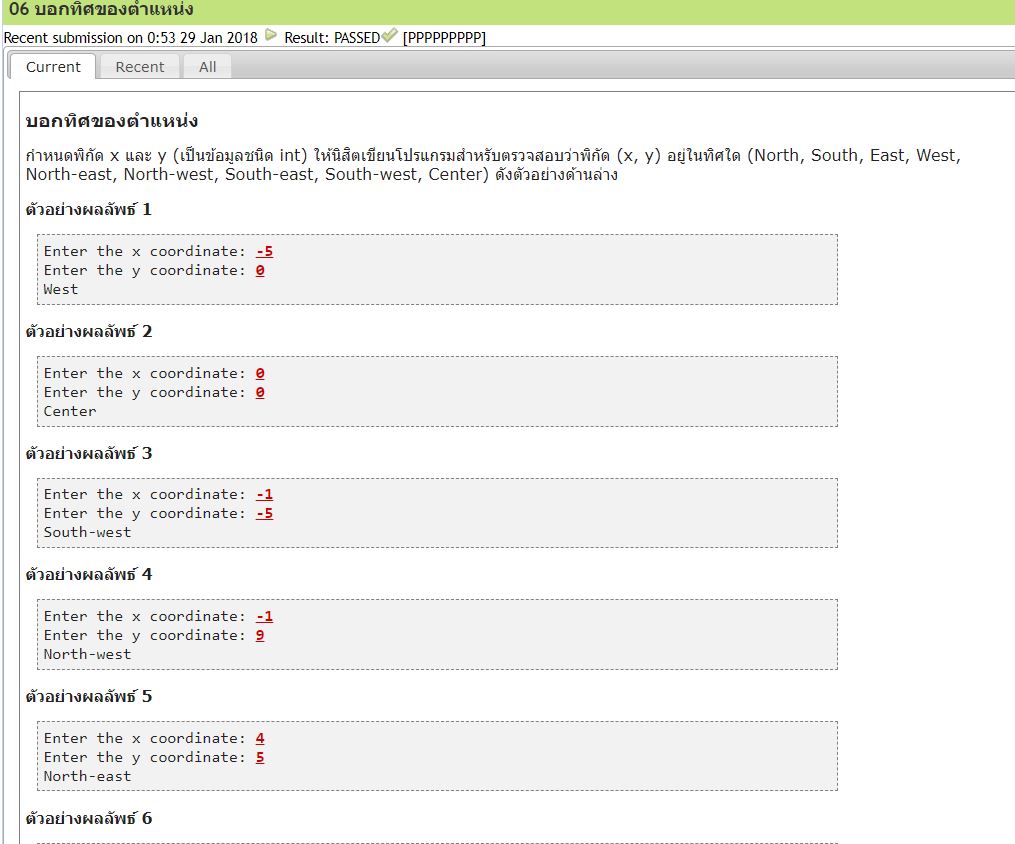 06 บอกทิศของตำแหน่ง
Recent submission on 0:53 29 Jan 2018 Result: PASSED [PPPPPPPPP]
Current Recent All
บอกทิศของตำแหน่ง
กำหนดพิกัด x และ y (เป็นข้อมูลชนิด int) ให้นิสิตเขียนโปรแกรมสำหรับตรวจสอบว่าพิกัด (x, y) อยู่ในทิศใด (North, South, East, West,
North-east, North-west, South-east, South-west, Center) ดังตัวอย่างด้านล่าง
ตัวอย่างผลลัพธ์ 1
Enter the x coordinate: -5
Enter the y coordinate: 0
West
ตัวอย่างผลลัพธ์ 2
Enter the x coordinate: 0
Enter the y coordinate: 0
Center
ตัวอย่างผลลัพธ์ 3
Enter the x coordinate: -1
Enter the y coordinate: -5
South-west
ตัวอย่างผลลัพธ์ 4
Enter the x coordinate: -1
Enter the y coordinate: 9
North-west
ตัวอย่างผลลัพธ์ 5
Enter the x coordinate: 4
Enter the y coordinate: 5
North-east
ตัวอย่างผลลัพธ์ 6